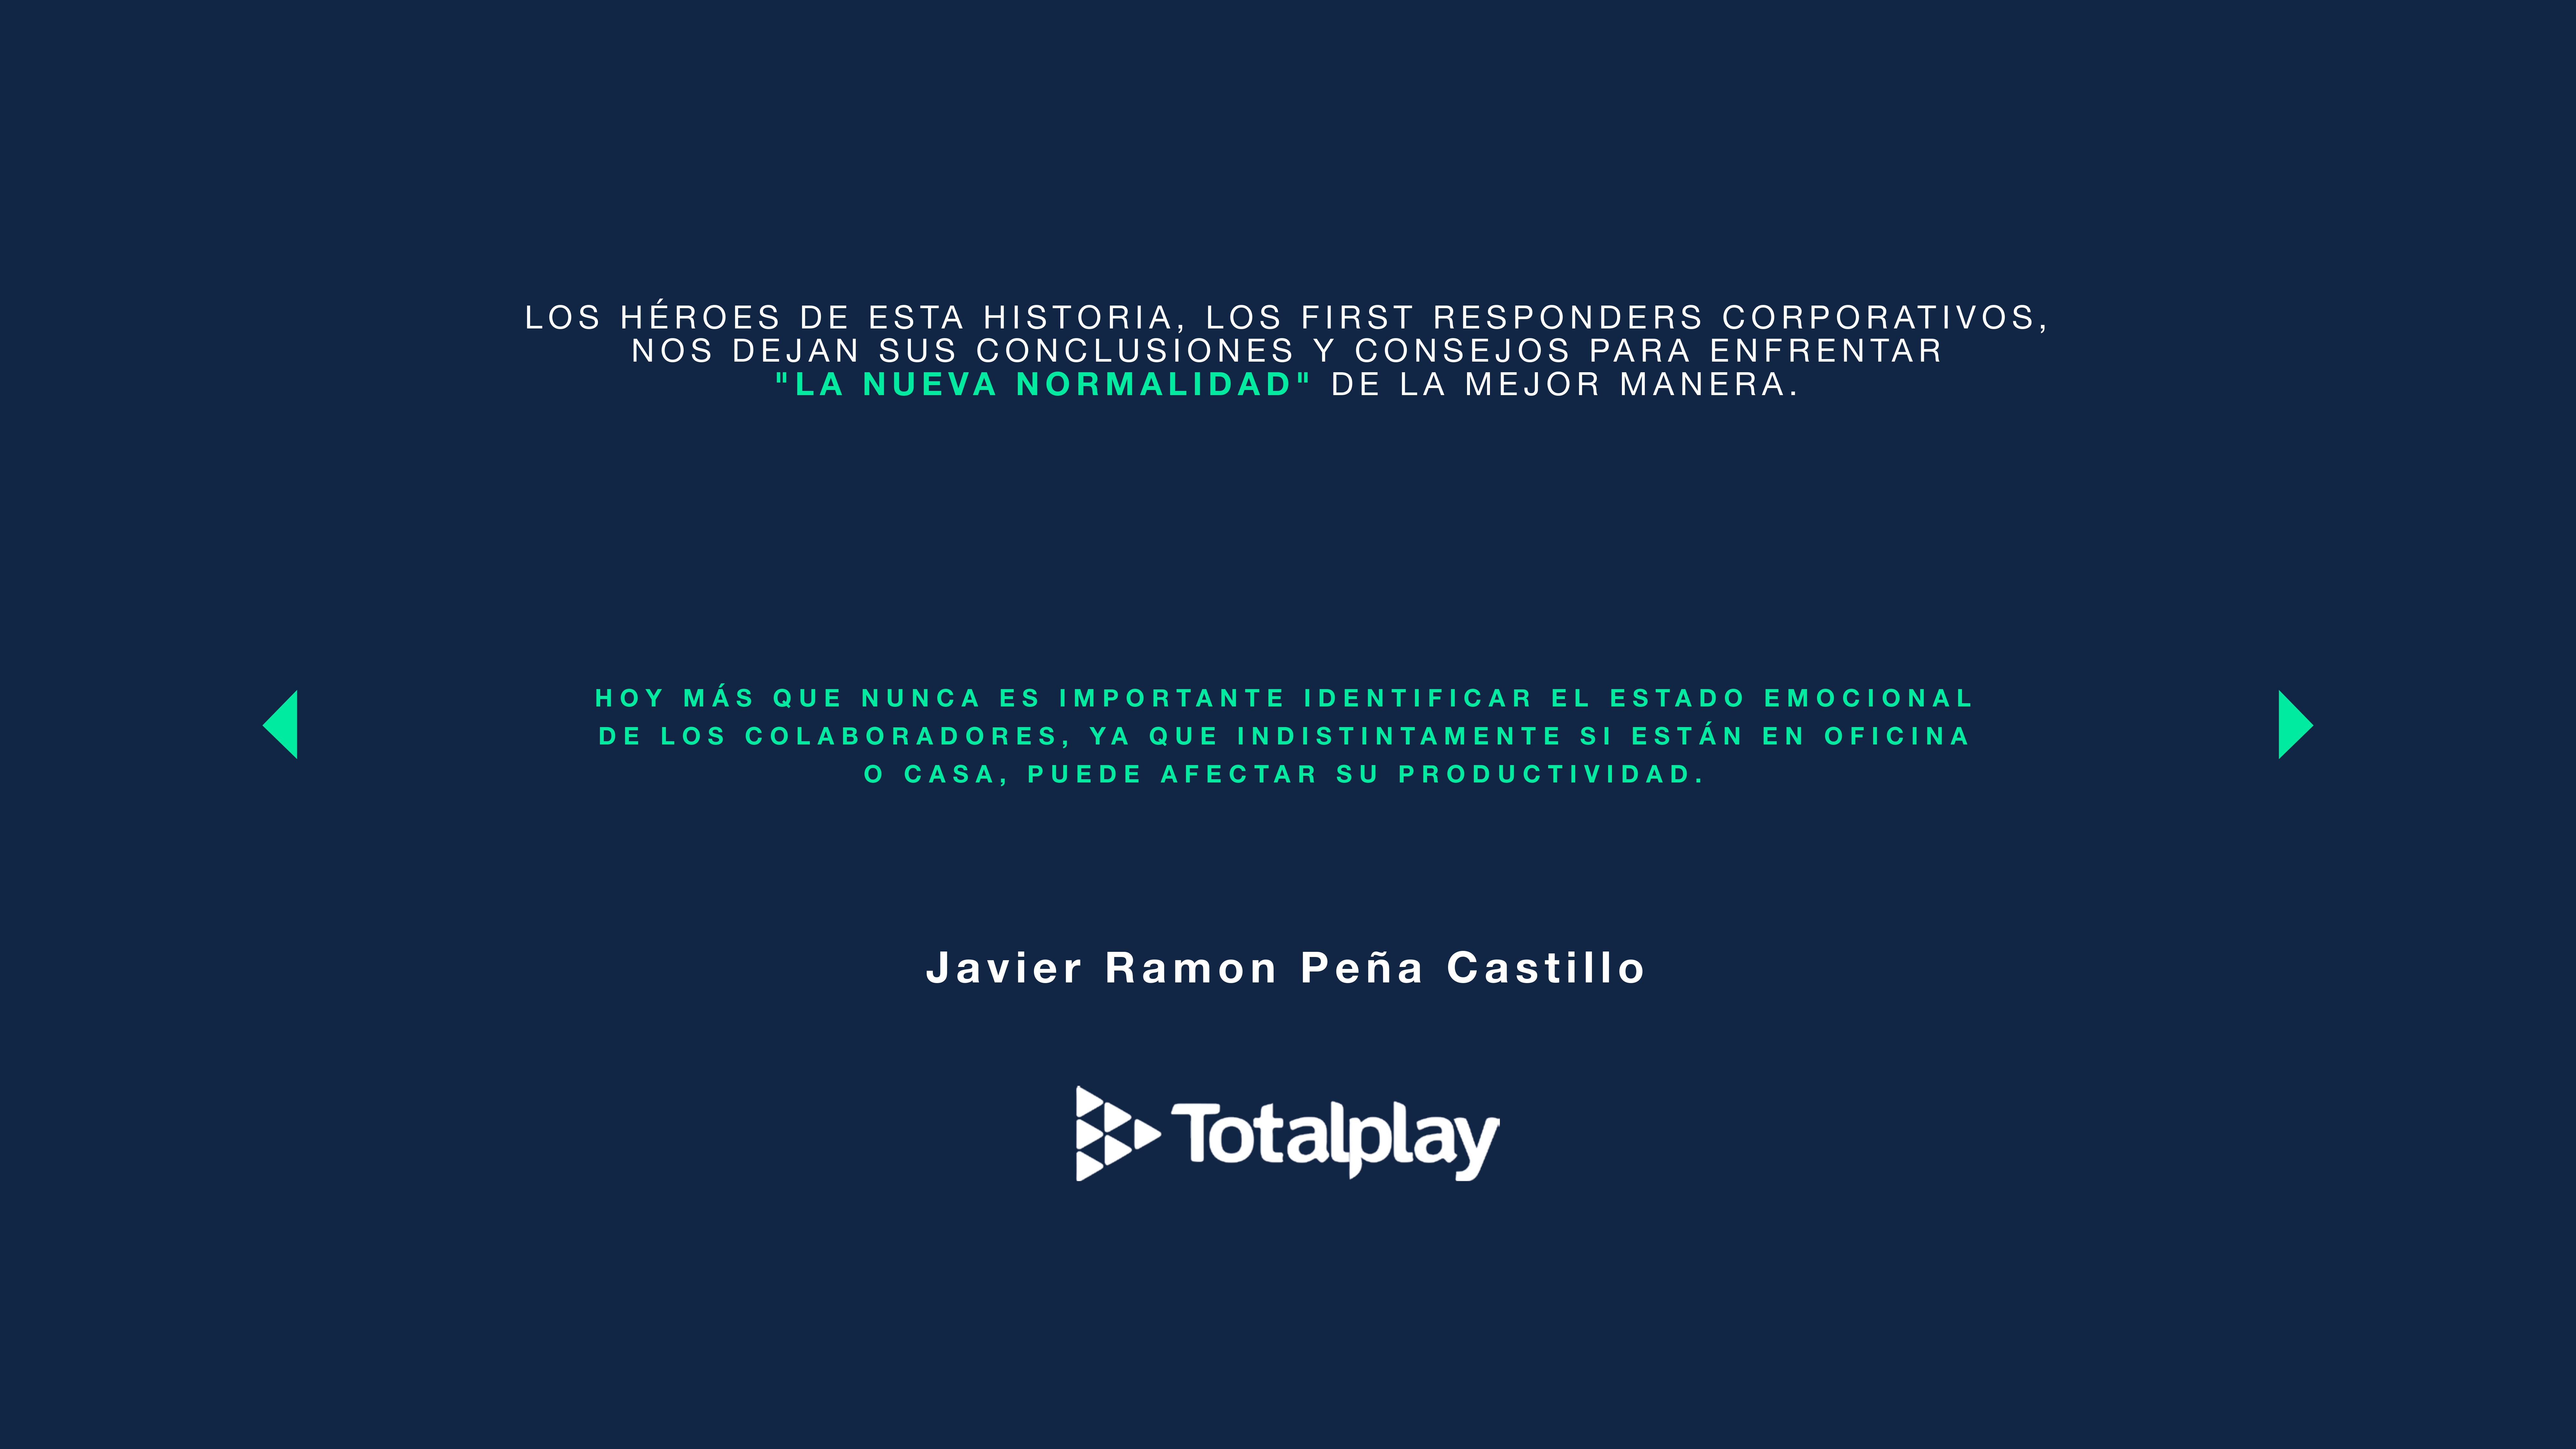 LOS HÉROES DE ESTA HISTORIA, LOS FIRST RESPONDERS CORPORATIVOS,
NOS DEJAN SUS CONCLUSIONES Y CONSEJOS PARA ENFRENTAR
"LA NUEVA NORMALIDAD" DE LA MEJOR MANERA.
HOY MÁS QUE NUNCA ES IMPORTANTE IDENTIFICAR EL ESTADO EMOCIONAL
DE LOS COLABORADORES, YA QUE INDISTINTAMENTE SI ESTÁN EN OFICINA
O CASA, PUEDE AFECTAR SU PRODUCTIVIDAD.
Javier Ramon Peña Castillo
Totalplay